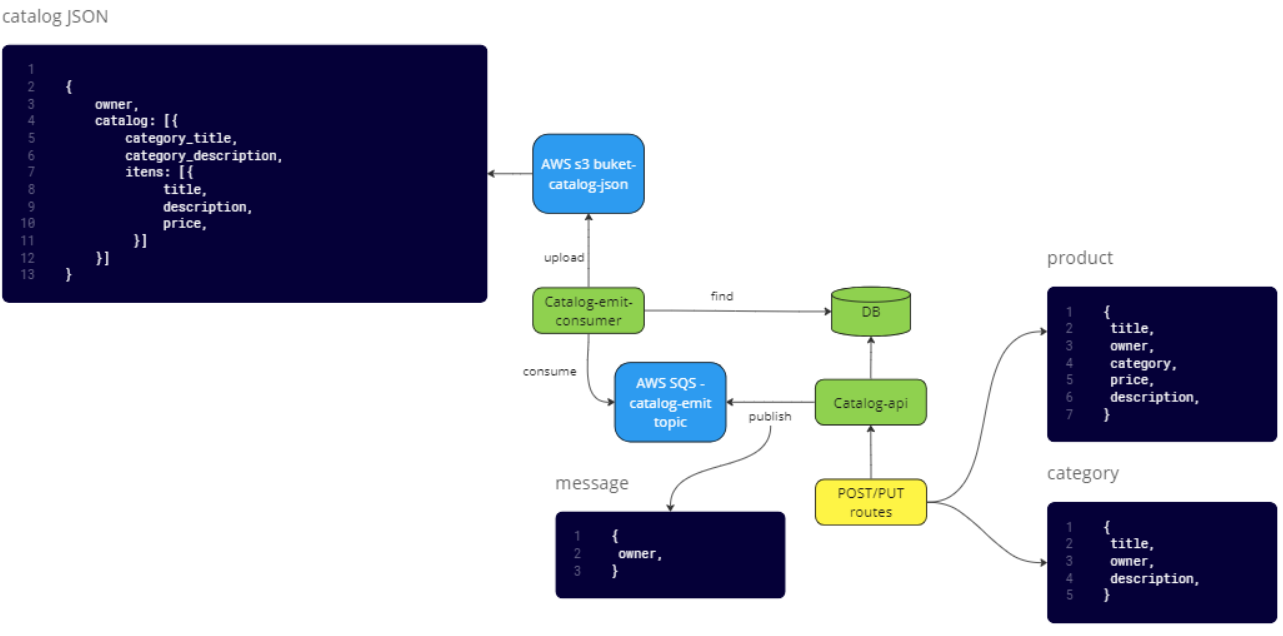 catalog JSON
1
2 {
3 owner,
4 catalog: [{
5 category_title,
6 category_description,
7 itens: [{
8 title,
9 description,
10 price,
11 }]
12 }]
13 }
AWS s3 buket-
catalog-json
upload
Catalog-emit-
consumer
find
DB
consume
AWS SQS -
catalog-emit
topic
publish
Catalog-api
POST/PUT
routes
message
1 {
2 owner,
3 }
product
1 {
2 title,
3 owner,
4 category,
5 price,
6 description,
7 }
category
1 {
2 title,
3 owner,
4 description,
5 }